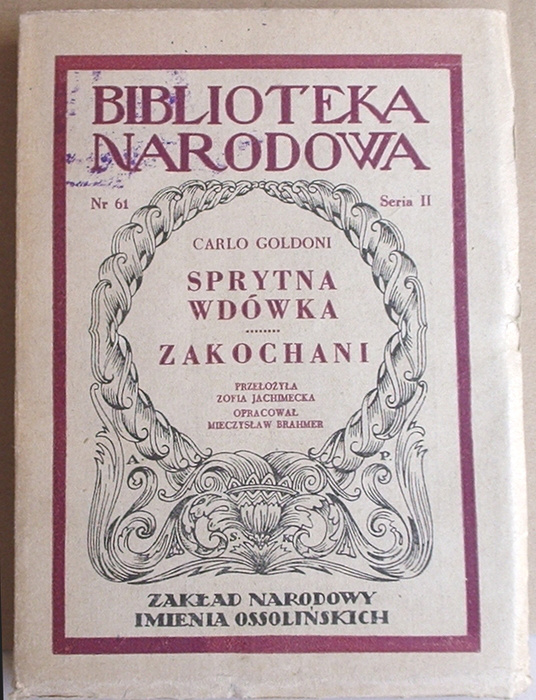 BIBLIOTEKA
NARODOWA
Nr 61 Seria II
CARLO GOLDONI
SPRYTNA
WDÓWKA
ZAKOCHANI
PRZEŁOŻYŁA
ZOFIA JACHIMECKA
OPRACOWAŁ
MIECZYSŁAW BRAHMER
A. P.
S. K
ZAKŁAD NARODOWY
IMIENIA OSSOLIŃSKICH